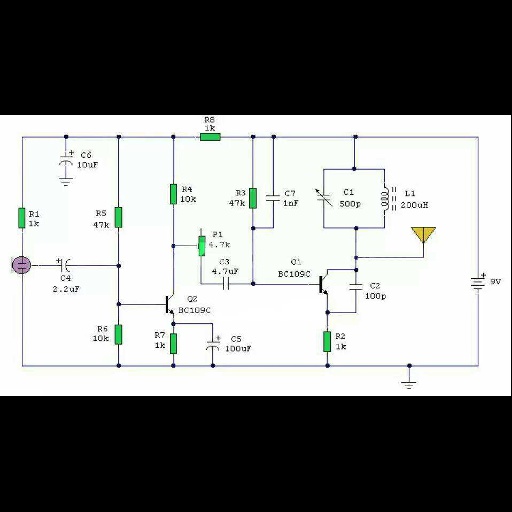 R8
1k
C6
10uF
R1
1k
R5
47k
R4
10k
P1
4.7k
R3
47k
C7
1nF
C1
500p
L1
200uH
C4
2.2uF
C3
4.7uF
Q1
BC109C
C2
100p
9V
Q2
BC109C
R6
10k
R7
1k
C5
100uF
R2
1k